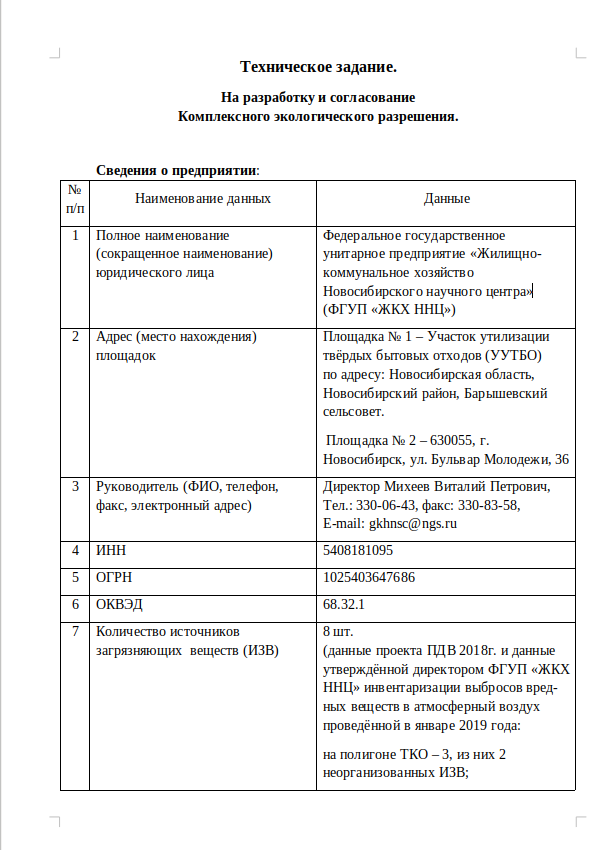 Техническое задание.
На разработку и согласование
Комплексного экологического разрешения.
Сведения о предприятии:
№
п/п
Наименование данных
Данные
1
Полное наименование
(сокращенное наименование)
юридического лица
Федеральное государственное
унитарное предприятие «Жилищно-
коммунальное хозяйство
Новосибирского научного центра»
(ФГУП «ЖКХ ННЦ»)
2
Адрес (место нахождения)
площадок
Площадка № 1 – Участок утилизации
твёрдых бытовых отходов (УУТБО)
по адресу: Новосибирская область,
Новосибирский район, Барышевский
сельсовет.
Площадка № 2 – 630055, г.
Новосибирск, ул. Бульвар Молодежи, 36
3
Руководитель (ФИО, телефон,
факс, электронный адрес)
Директор Михеев Виталий Петрович,
Тел.: 330-06-43, факс: 330-83-58,
E-mail: gkhnsc@ngs.ru
4
ИНН
5408181095
5
ОГРН
1025403647686
6
ОКВЭД
68.32.1
7
Количество источников
загрязняющих веществ (ИЗВ)
8 шт.
(данные проекта ПДВ 2018г. и данные
утверждённой директором ФГУП «ЖКХ
ННЦ» инвентаризации выбросов вред-
ных веществ в атмосферный воздух
проведённой в январе 2019 года:
на полигоне ТКО – 3, из них 2
неорганизованных ИЗВ;